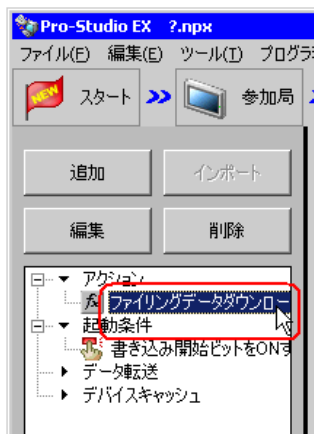 Pro-Studio EX ?.npx
ファイル(F) 編集(E) ツール(T) プログラ
NEW スタート 参加局
追加 インポート
編集 削除
アクション
fx ファイリングデータダウンロー
起動条件
書き込み開始ビットをONす
データ転送
デバイスキャッシュ